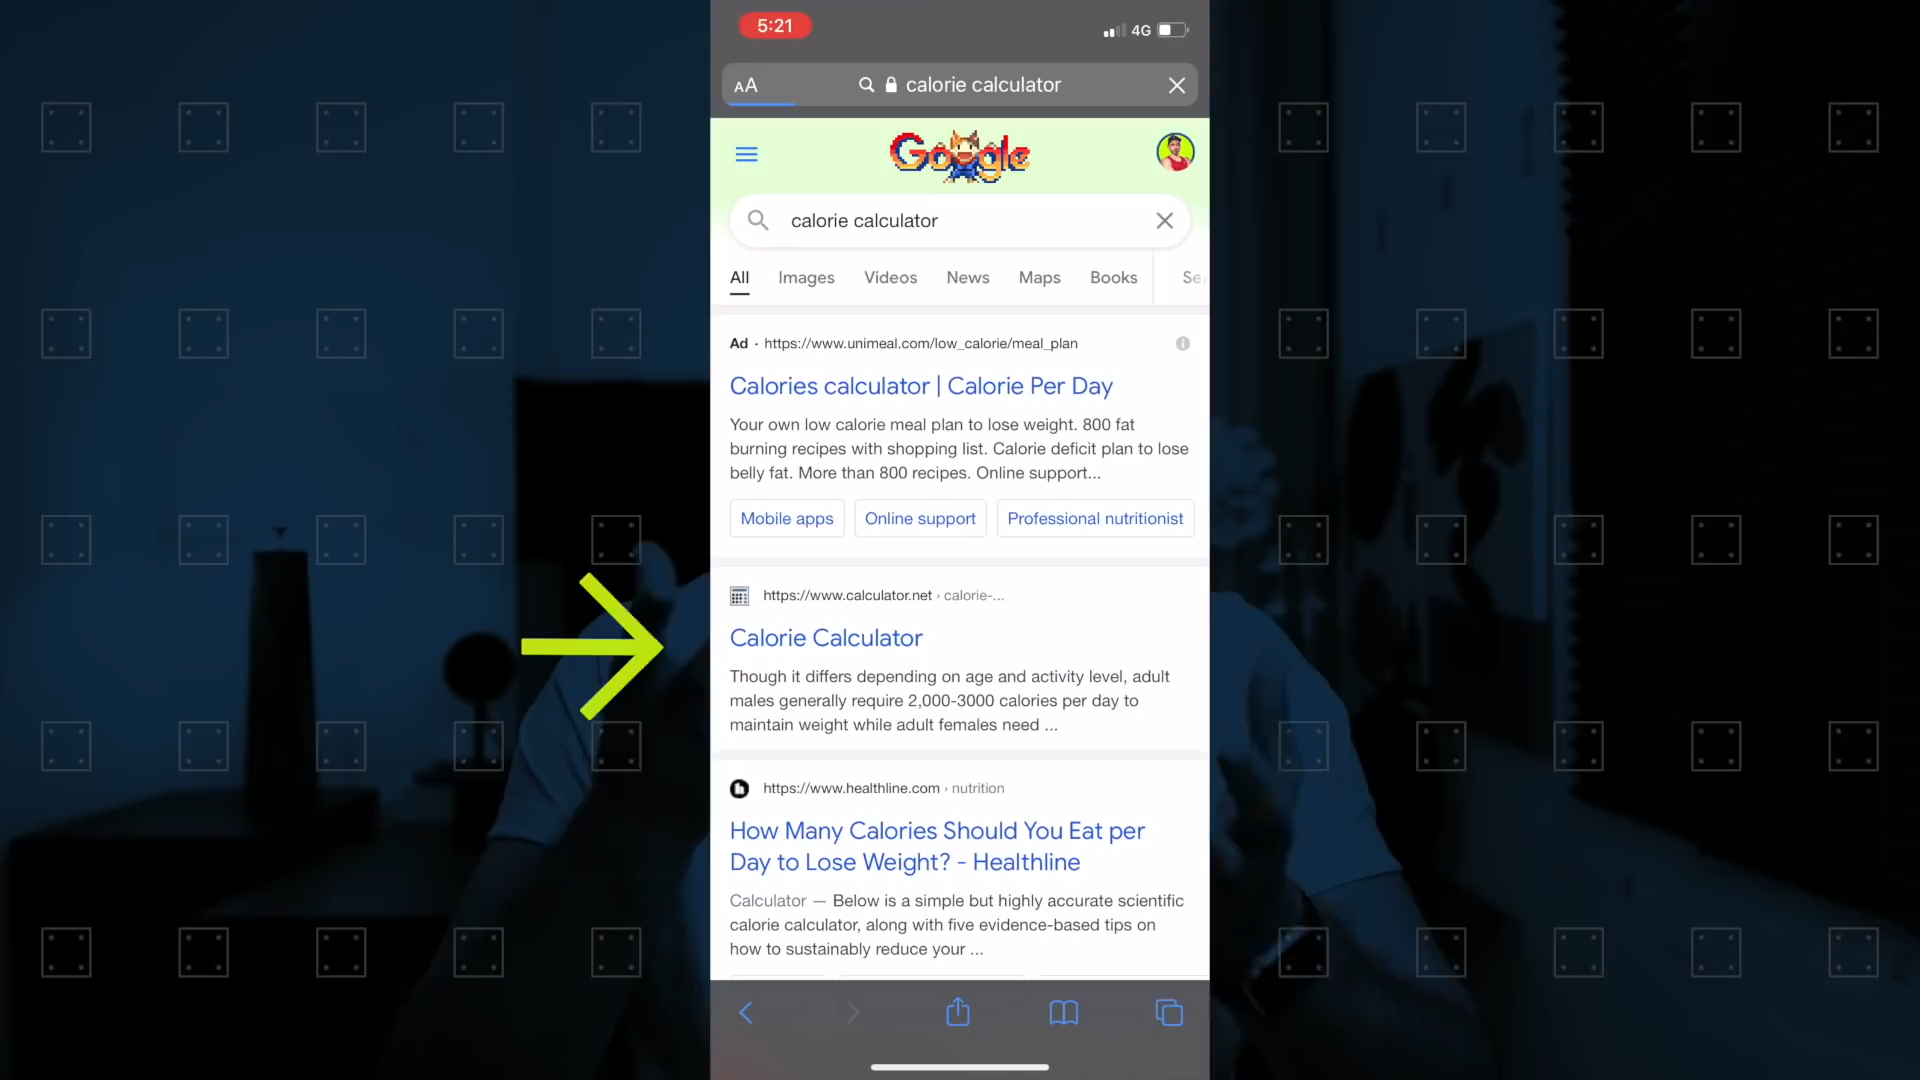 5:21
4G
AA
calorie calculator
Google
calorie calculator
All Images Videos News Maps Books
Ad · https://www.unimeal.com/low_calorie/meal_plan
Calories calculator | Calorie Per Day
Your own low calorie meal plan to lose weight. 800 fat
burning recipes with shopping list. Calorie deficit plan to lose
belly fat. More than 800 recipes. Online support...
Mobile apps Online support Professional nutritionist
https://www.calculator.net › calorie-...
Calorie Calculator
Though it differs depending on age and activity level, adult
males generally require 2,000-3000 calories per day to
maintain weight while adult females need ...
https://www.healthline.com › nutrition
How Many Calories Should You Eat per
Day to Lose Weight? - Healthline
Calculator — Below is a simple but highly accurate scientific
calorie calculator, along with five evidence-based tips on
how to sustainably reduce your ...